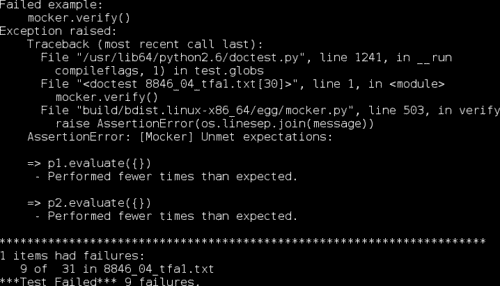 Failed example:
mocker.verify()
Exception raised:
Traceback (most recent call last):
File "/usr/lib64/python2.6/doctest.py", line 1241, in __run
compileflags, 1) in test.globs
File "<doctest 8846_04_tfa1.txt[30]>", line 1, in <module>
mocker.verify()
File "build/bdist.linux-x86_64/egg/mocker.py", line 503, in verify
raise AssertionError(os.linesep.join(message))
AssertionError: [Mocker] Unmet expectations:
=> p1.evaluate({})
- Performed fewer times than expected.
=> p2.evaluate({})
- Performed fewer times than expected.
**********************************************************************
1 items had failures:
9 of  31 in 8846_04_tfa1.txt
***Test Failed*** 9 failures.